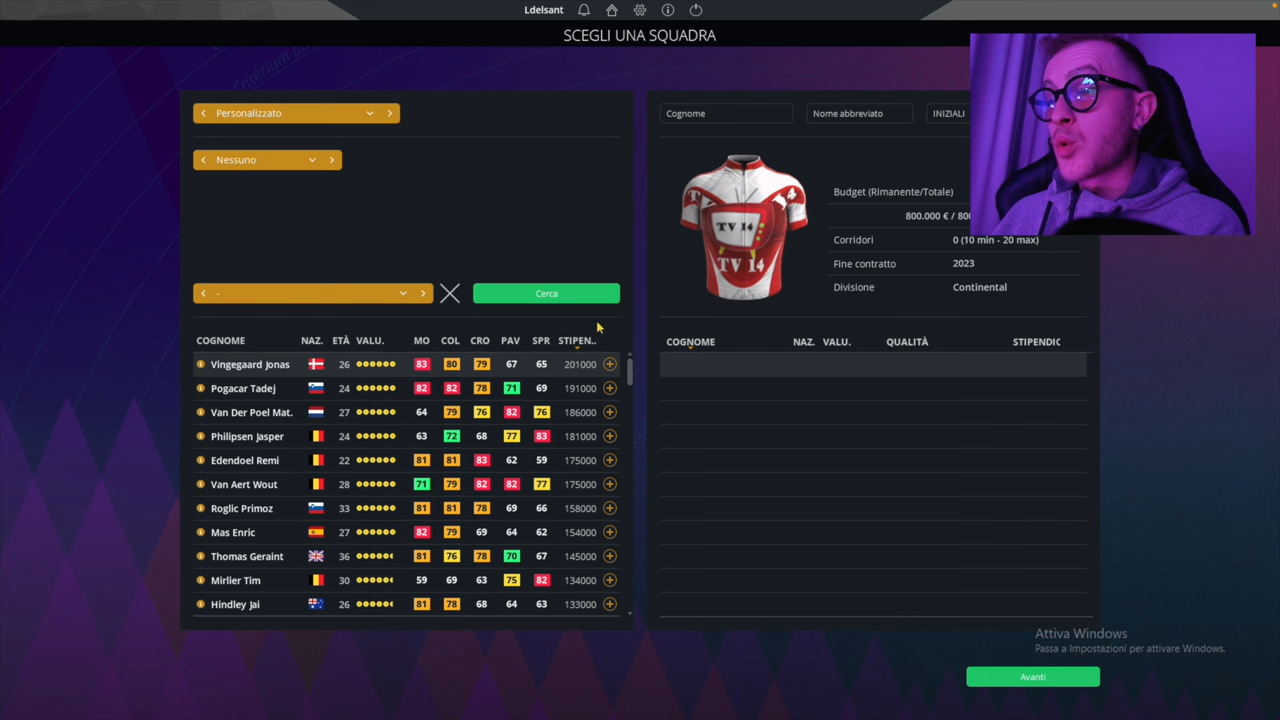 Ldelsant
SCEGLI UNA SQUADRA
Personalizzato
Nessuno
-
Cerca
COGNOME NAZ. ETÀ VALU. MO COL CRO PAV SPR STIPEN..
Vingegaard Jonas 26 83 80 79 67 65 201000
Pogacar Tadej 24 82 82 78 71 69 191000
Van Der Poel Mat. 27 64 79 76 82 76 186000
Philipsen Jasper 24 63 72 68 77 83 181000
Edendoel Remi 22 81 81 83 62 59 175000
Van Aert Wout 28 71 79 82 82 77 175000
Roglic Primoz 33 81 81 78 69 66 158000
Mas Enric 27 82 79 69 64 62 154000
Thomas Geraint 36 81 76 78 70 67 145000
Mirlier Tim 30 59 69 63 75 82 134000
Hindley Jai 26 81 78 68 64 63 133000
Cognome Nome abbreviato INIZIALI
TV 14
TV 14
Budget (Rimanente/Totale)
800.000 € / 800
Corridori 0 (10 min - 20 max)
Fine contratto 2023
Divisione Continental
COGNOME NAZ. VALU. QUALITÀ STIPENDIC
Attiva Windows
Passa a Impostazioni per attivare Windows.
Avanti